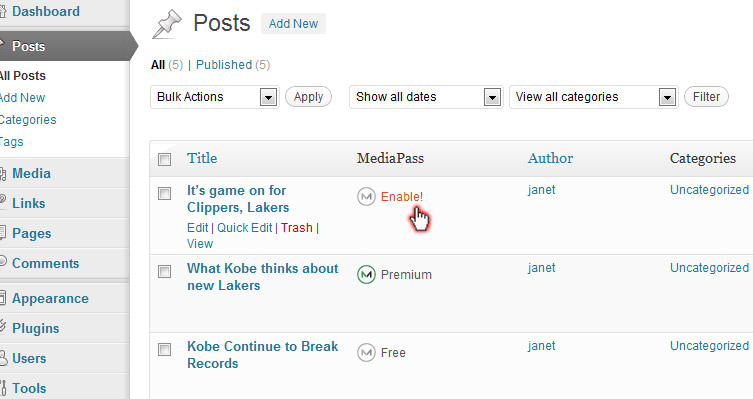 Dashboard
Posts
All Posts
Add New
Categories
Tags
Media
Links
Pages
Comments
Appearance
Plugins
Users
Tools
Posts Add New
All (5) | Published (5)
Bulk Actions Apply Show all dates View all categories Filter
Title MediaPass Author Categories
It's game on for
Clippers, Lakers
Edit | Quick Edit | Trash |
View
M Enable! janet Uncategorized
What Kobe thinks about
new Lakers
M Premium janet Uncategorized
Kobe Continue to Break
Records
M Free janet Uncategorized